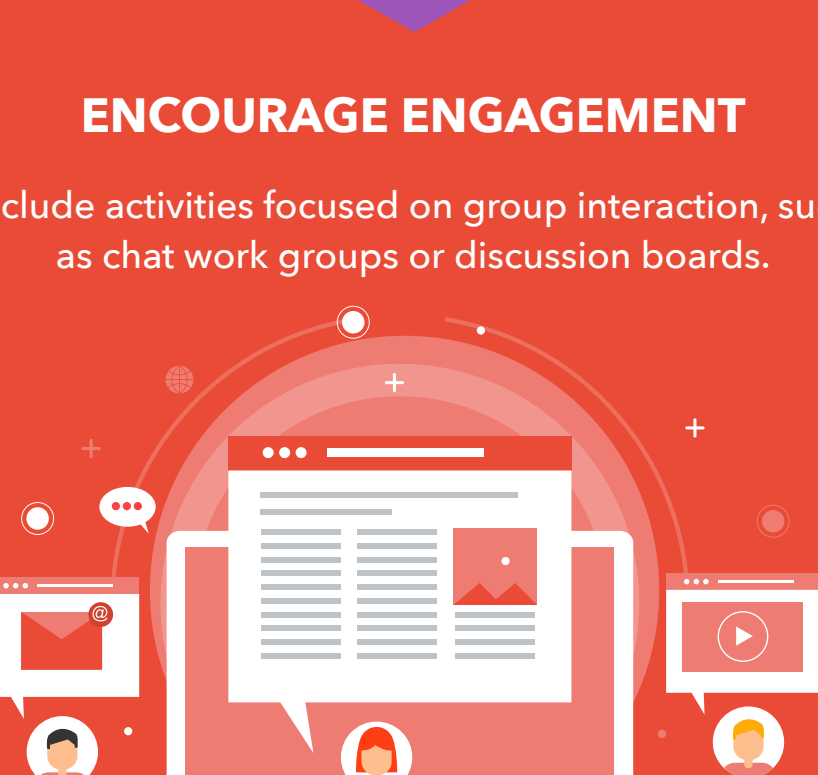 ENCOURAGE ENGAGEMENT
clude activities focused on group interaction, su
as chat work groups or discussion boards.
@